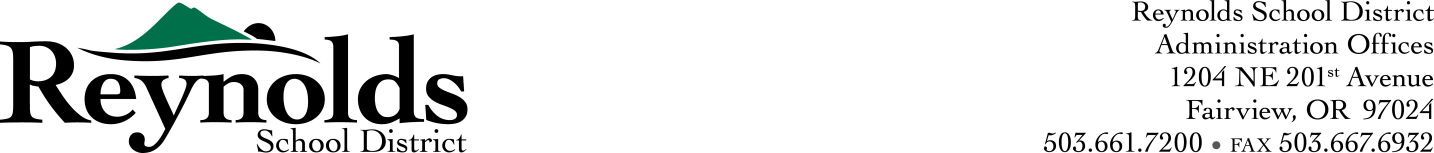 Reynolds
School District
Reynolds School District
Administration Offices
1204 NE 201st Avenue
Fairview, OR 97024
503.661.7200 • FAX 503.667.6932